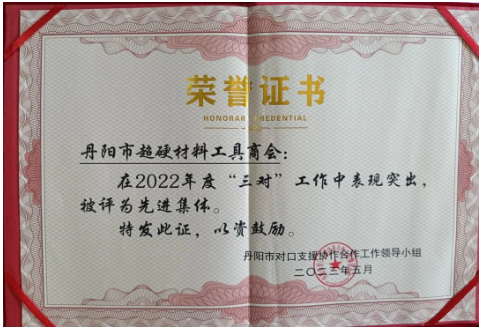 荣誉证书
HONORARY CREDENTIAL
丹阳市超硬材料工具商会：
在2022年度“三对”工作中表现突出，
被评为先进集体。
特发此证，以资鼓励。
丹阳市对口支援协作合作工作领导小组
二〇二三年五月